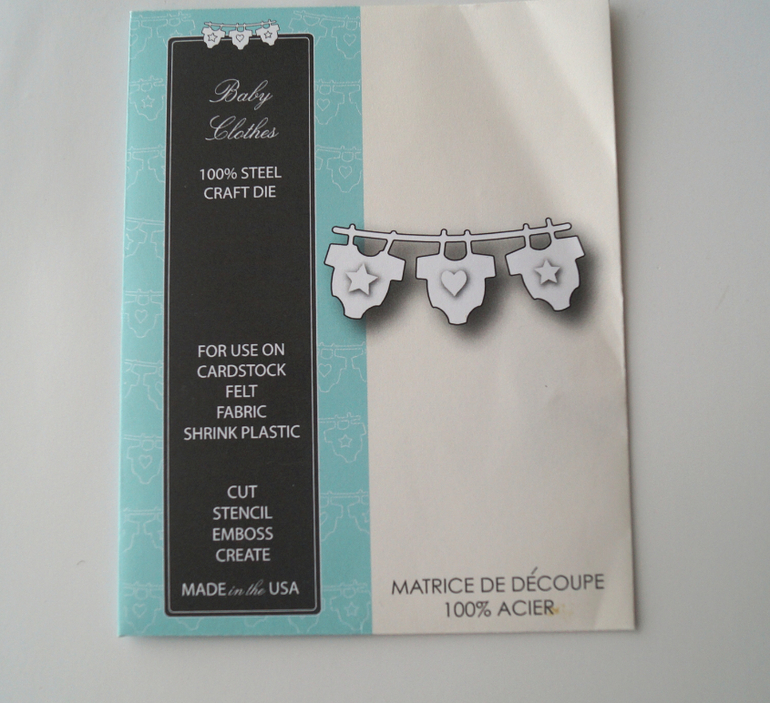 Baby
Clothes
100% STEEL
CRAFT DIE
FOR USE ON
CARDSTOCK
FELT
FABRIC
SHRINK PLASTIC
CUT
STENCIL
EMBOSS
CREATE
MADE in the USA
MATRICE DE DÉCOUPE
100% ACIER